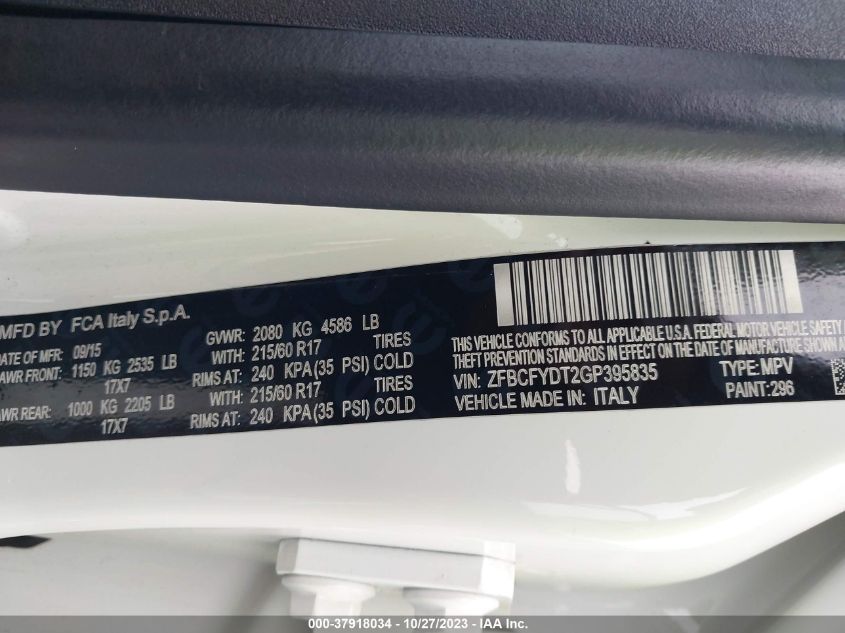 MFD BY FCA Italy S.p.A.
DATE OF MFR: 09/15 GVWR: 2080 KG 4586 LB
AWR FRONT: 1150 KG 2535 LB WITH: 215/60 R17 TIRES
17X7 RIMS AT: 240 KPA(35 PSI) COLD
AWR REAR: 1000 KG 2205 LB WITH: 215/60 R17 TIRES
17X7 RIMS AT: 240 KPA(35 PSI) COLD
THIS VEHICLE CONFORMS TO ALL APPLICABLE U.S.A. FEDERAL MOTOR VEHICLE SAFETY
THEFT PREVENTION STANDARDS IN EFFECT ON THE DATE OF MANUFACTURE SHOWN ABOVE
VIN: ZFBCFYDT2GP395835 TYPE: MPV
VEHICLE MADE IN: ITALY PAINT: 296
000-37918034 - 10/27/2023 - IAA Inc.